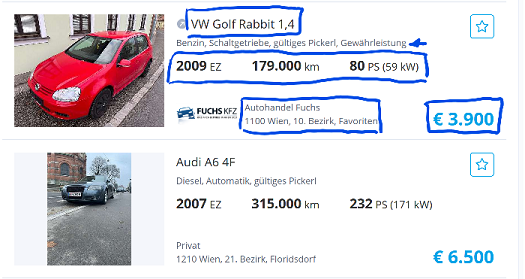 VW Golf Rabbit 1,4
Benzin, Schaltgetriebe, gültiges Pickerl, Gewährleistung
2009 EZ 179.000 km 80 PS (59 kW)
FUCHS KFZ
Autohandel Fuchs
1100 Wien, 10. Bezirk, Favoriten
€ 3.900
Audi A6 4F
Diesel, Automatik, gültiges Pickerl
2007 EZ 315.000 km 232 PS (171 kW)
Privat
1210 Wien, 21. Bezirk, Floridsdorf
€ 6.500